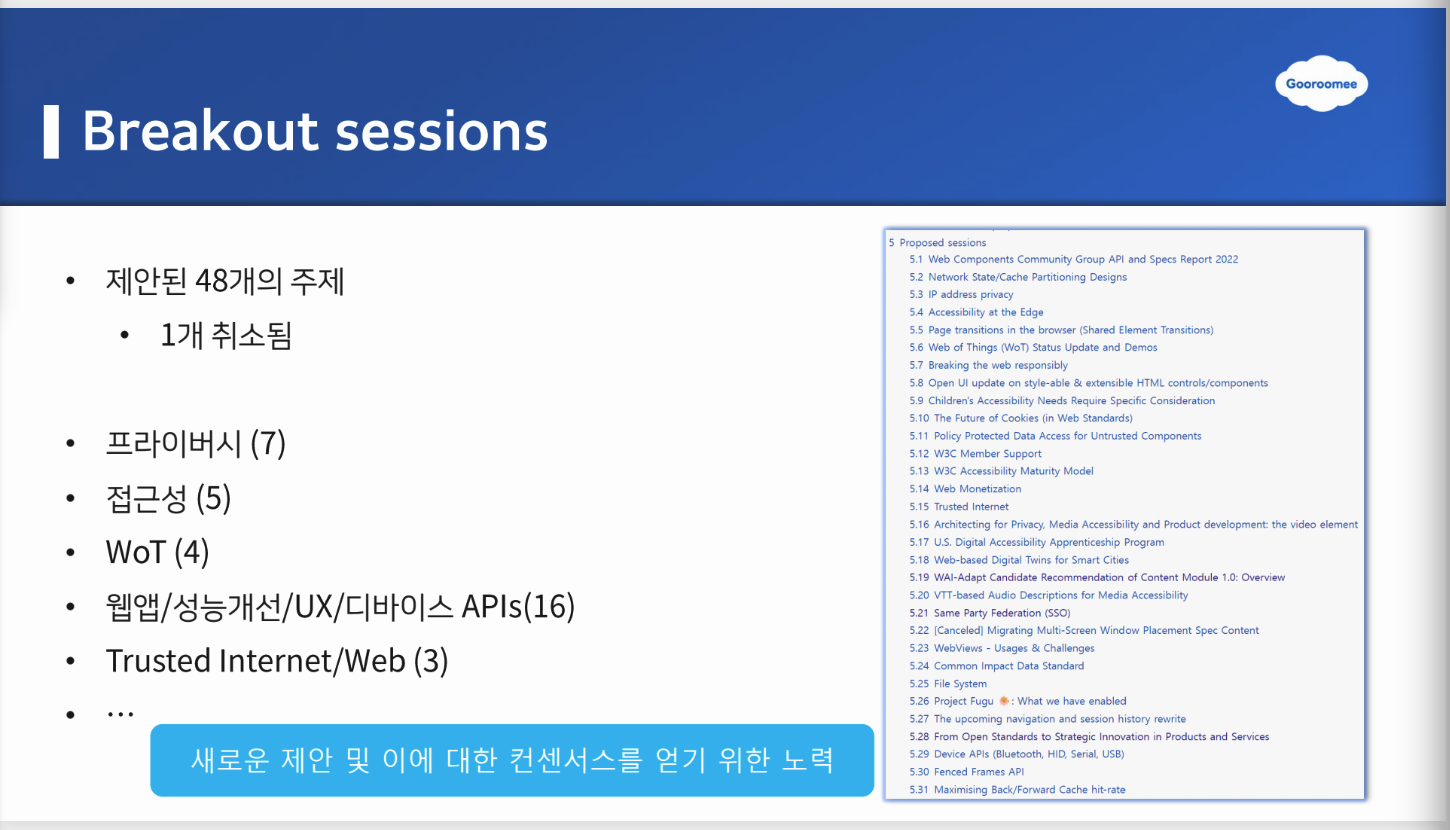 Gooroomee
Breakout sessions
• 제안된 48개의 주제
• 1개 취소됨
• 프라이버시 (7)
• 접근성 (5)
• WoT (4)
• 웹앱/성능개선/UX/디바이스 APIs(16)
• Trusted Internet/Web (3)
• …
새로운 제안 및 이에 대한 컨센서스를 얻기 위한 노력
5 Proposed sessions
5.1 Web Components Community Group API and Specs Report 2022
5.2 Network State/Cache Partitioning Designs
5.3 IP address privacy
5.4 Accessibility at the Edge
5.5 Page transitions in the browser (Shared Element Transitions)
5.6 Web of Things (WoT) Status Update and Demos
5.7 Breaking the web responsibly
5.8 Open UI update on style-able & extensible HTML controls/components
5.9 Children's Accessibility Needs Require Specific Consideration
5.10 The Future of Cookies (in Web Standards)
5.11 Policy Protected Data Access for Untrusted Components
5.12 W3C Member Support
5.13 W3C Accessibility Maturity Model
5.14 Web Monetization
5.15 Trusted Internet
5.16 Architecting for Privacy, Media Accessibility and Product development: the video element
5.17 U.S. Digital Accessibility Apprenticeship Program
5.18 Web-based Digital Twins for Smart Cities
5.19 WAI-Adapt Candidate Recommendation of Content Module 1.0: Overview
5.20 VTT-based Audio Descriptions for Media Accessibility
5.21 Same Party Federation (SSO)
5.22 [Canceled] Migrating Multi-Screen Window Placement Spec Content
5.23 WebViews - Usages & Challenges
5.24 Common Impact Data Standard
5.25 File System
5.26 Project Fugu 🐡: What we have enabled
5.27 The upcoming navigation and session history rewrite
5.28 From Open Standards to Strategic Innovation in Products and Services
5.29 Device APIs (Bluetooth, HID, Serial, USB)
5.30 Fenced Frames API
5.31 Maximising Back/Forward Cache hit-rate